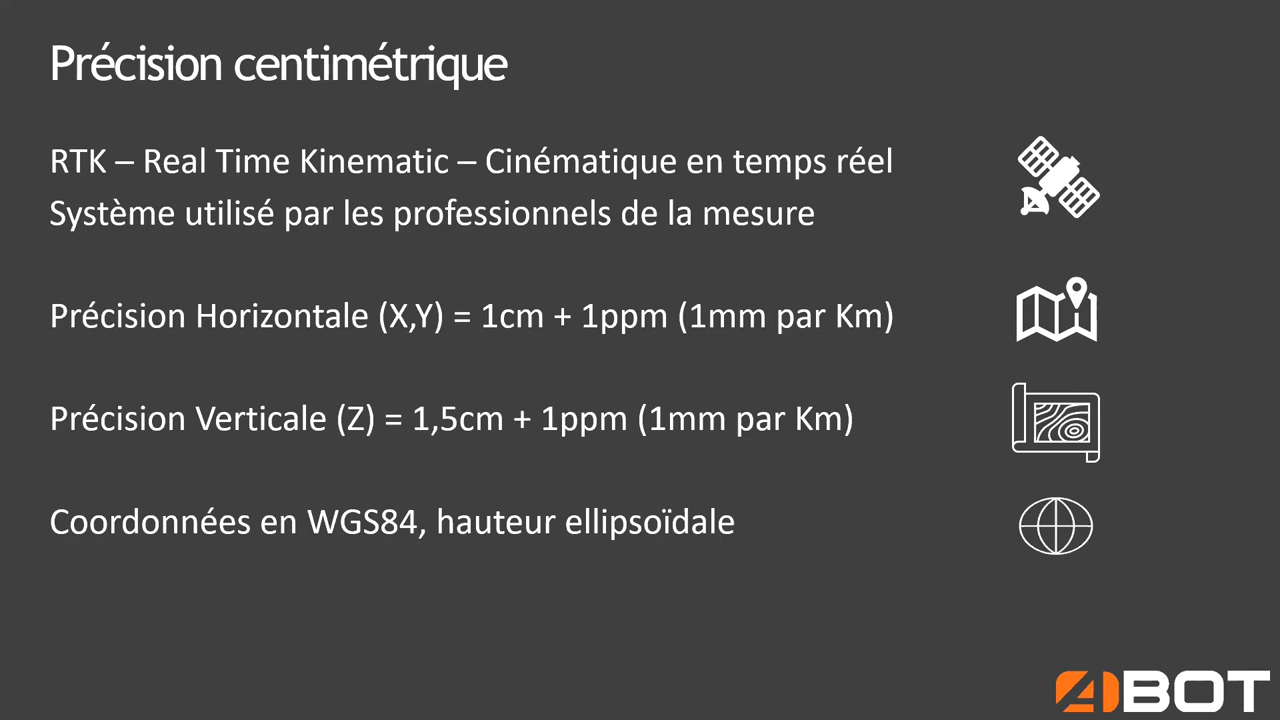 Précision centimétrique
RTK – Real Time Kinematic – Cinématique en temps réel
Système utilisé par les professionnels de la mesure
Précision Horizontale (X,Y) = 1cm + 1ppm (1mm par Km)
Précision Verticale (Z) = 1,5cm + 1ppm (1mm par Km)
Coordonnées en WGS84, hauteur ellipsoïdale
4DBOT